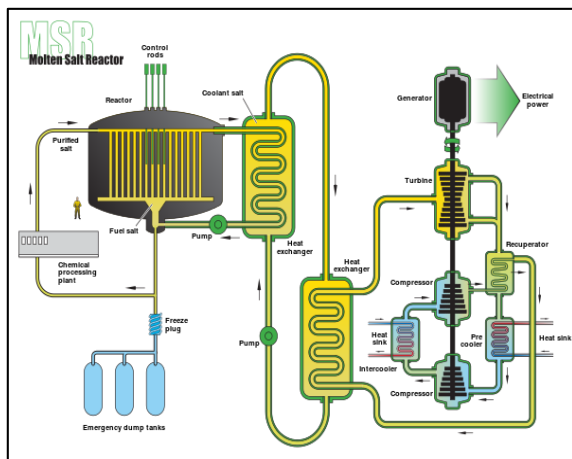 MSR
Molten Salt Reactor
Control
rods
Reactor
Coolant salt
Purified
salt
Fuel salt
Pump
Chemical
processing
plant
Freeze
plug
Emergency dump tanks
Heat
exchanger
Pump
Heat
exchanger
Generator
Electrical
power
Turbine
Recuperator
Compressor
Heat
sink
Intercooler
Pre
cooler
Heat sink
Compressor